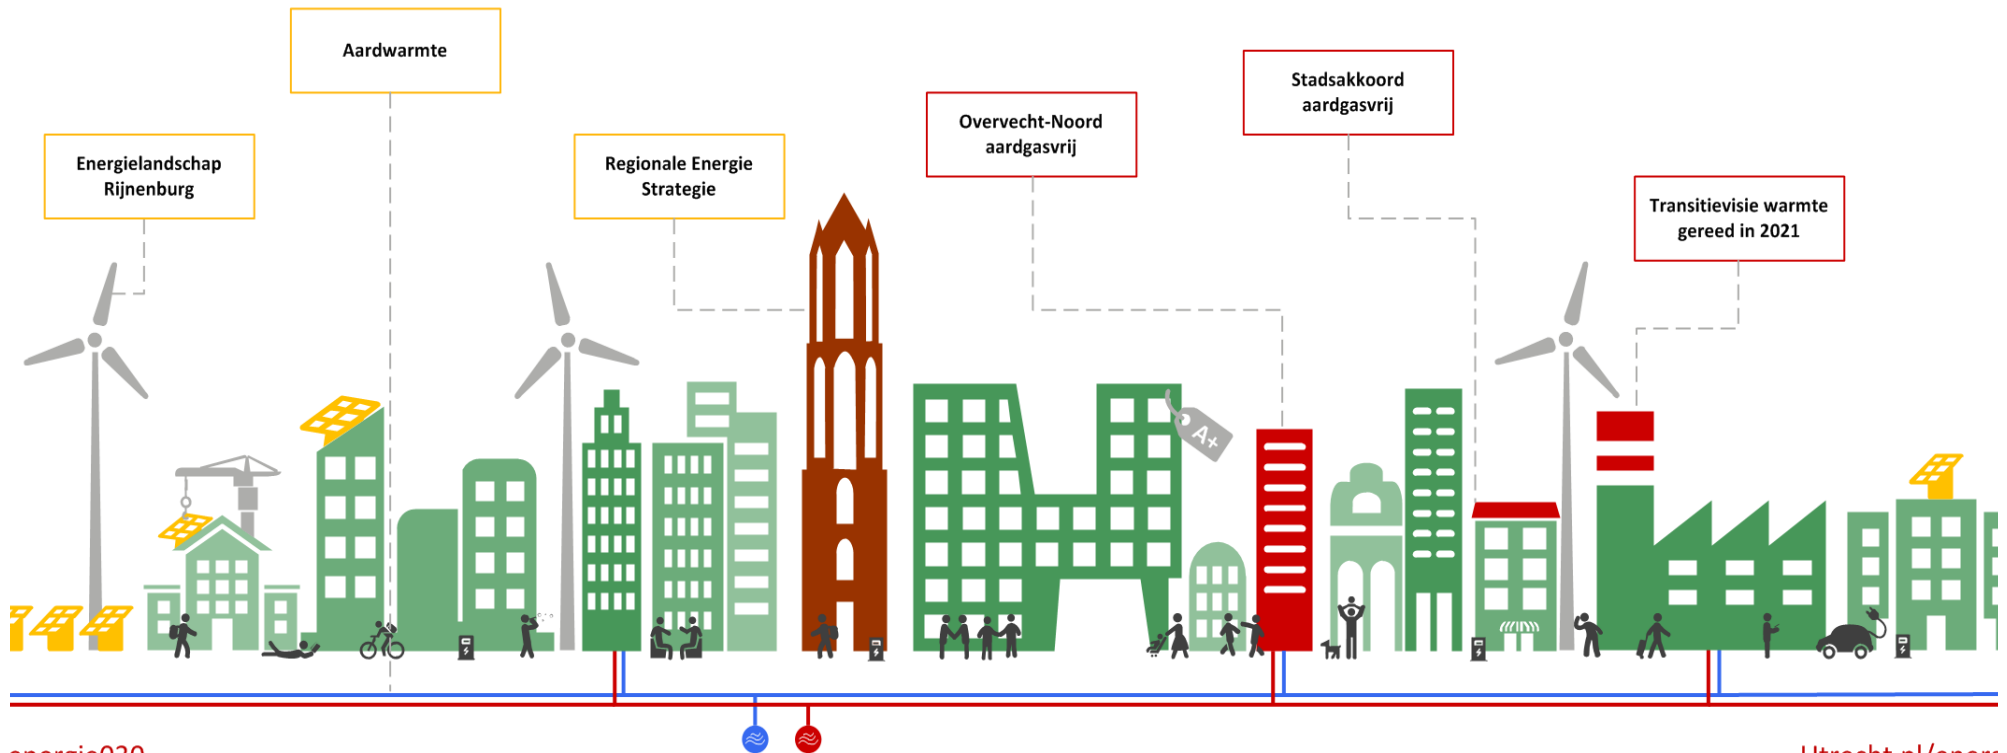 Aardwarmte
Energielandschap
Rijnenburg
Regionale Energie
Strategie
Overvecht-Noord
aardgasvrij
Stadsakkoord
aardgasvrij
Transitievisie warmte
gereed in 2021
A+